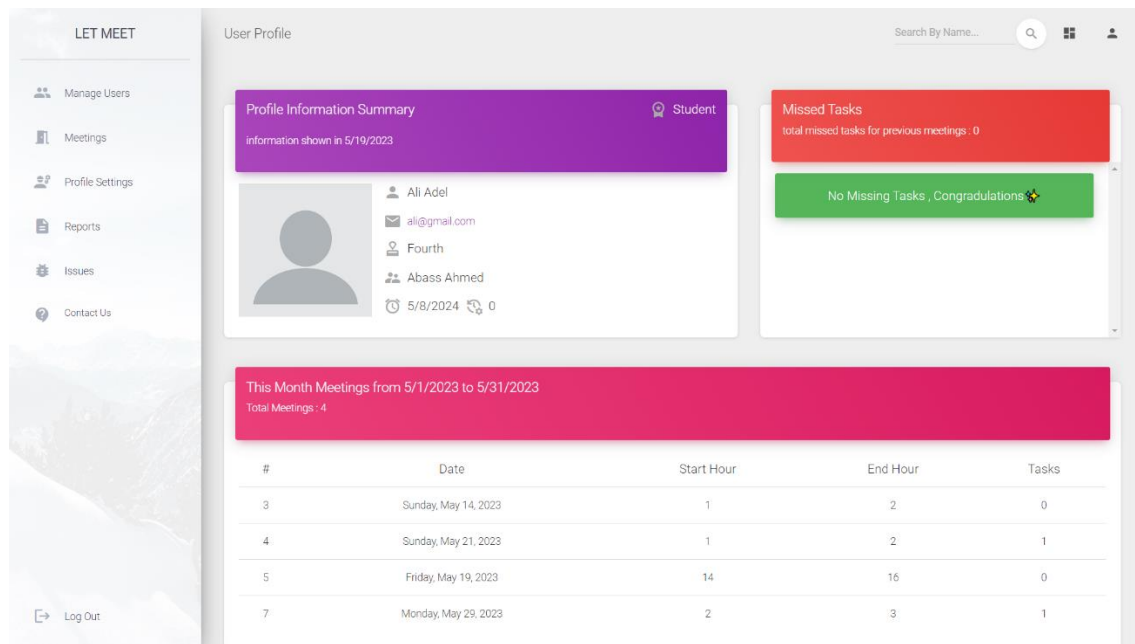 LET MEET
Manage Users
Meetings
Profile Settings
Reports
Issues
Contact Us
Log Out
User Profile
Search By Name...
Profile Information Summary
Student
information shown in 5/19/2023
Ali Adel
ali@gmail.com
Fourth
Abass Ahmed
5/8/2024 0
Missed Tasks
total missed tasks for previous meetings : 0
No Missing Tasks , Congradulations✨
This Month Meetings from 5/1/2023 to 5/31/2023
Total Meetings : 4
# Date Start Hour End Hour Tasks
3 Sunday, May 14, 2023 1 2 0
4 Sunday, May 21, 2023 1 2 1
5 Friday, May 19, 2023 14 16 0
7 Monday, May 29, 2023 2 3 1